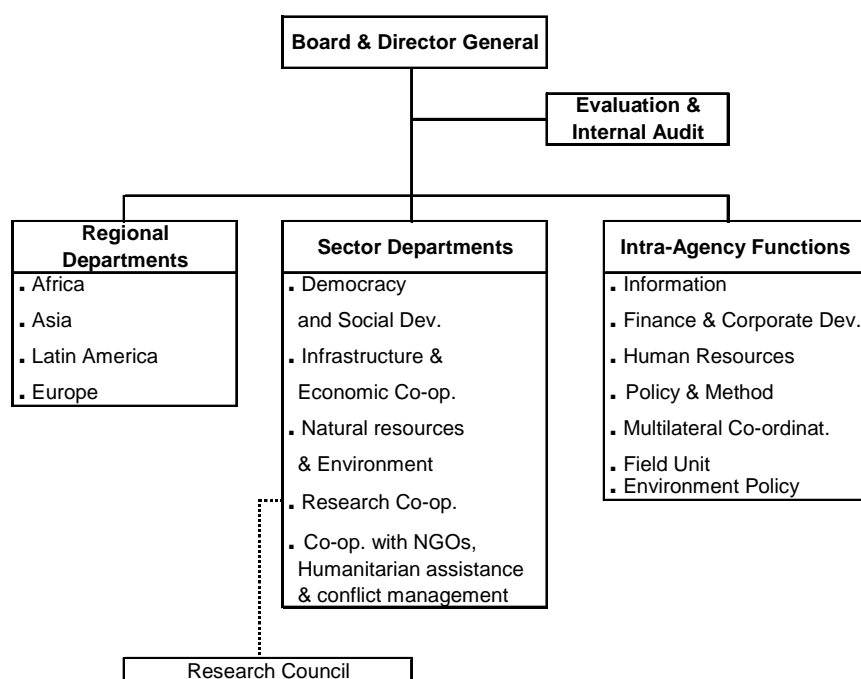 Board & Director General
Evaluation &
Internal Audit
Regional
Departments
. Africa
. Asia
. Latin America
. Europe
Sector Departments
. Democracy
and Social Dev.
. Infrastructure &
Economic Co-op.
. Natural resources
& Environment
. Research Co-op.
. Co-op. with NGOs,
Humanitarian assistance
& conflict management
Intra-Agency Functions
. Information
. Finance & Corporate Dev.
. Human Resources
. Policy & Method
. Multilateral Co-ordinat.
. Field Unit
. Environment Policy
Research Council